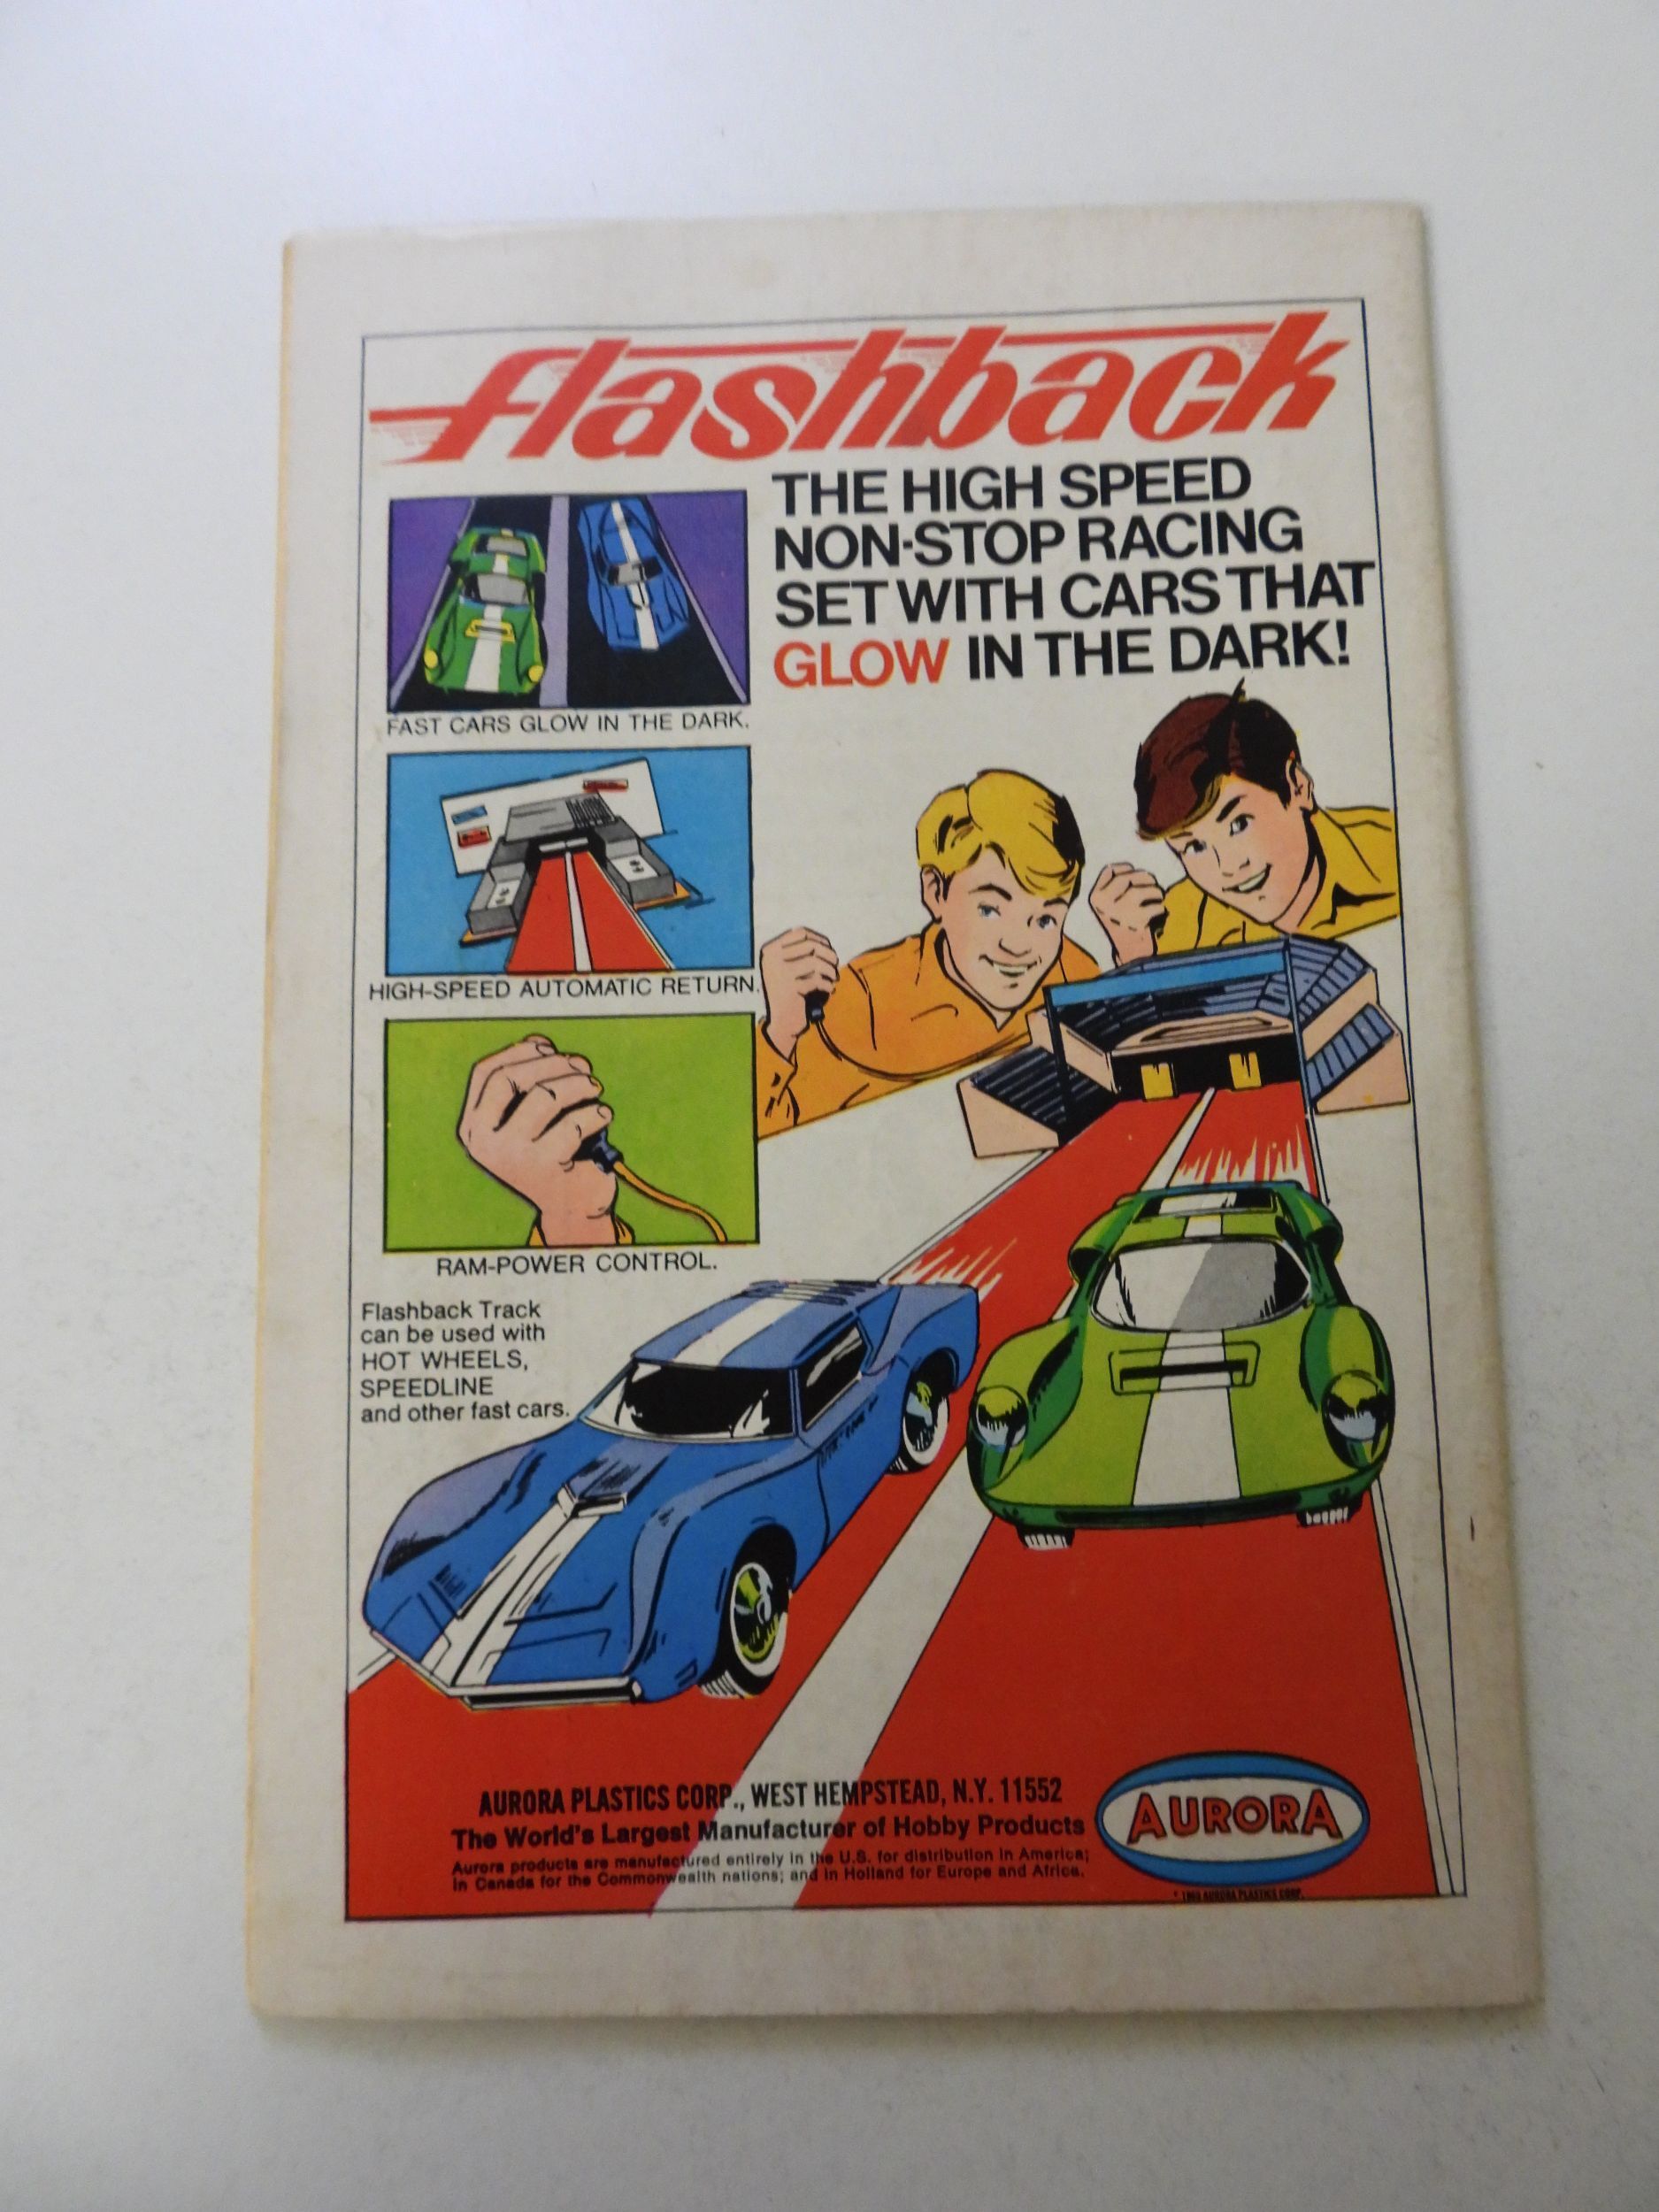 flashback
THE HIGH SPEED
NON-STOP RACING
SET WITH CARS THAT
GLOW IN THE DARK!
FAST CARS GLOW IN THE DARK.
HIGH-SPEED AUTOMATIC RETURN.
RAM-POWER CONTROL.
Flashback Track
can be used with
HOT WHEELS,
SPEEDLINE
and other fast cars.
AURORA PLASTICS CORP., WEST HEMPSTEAD, N.Y. 11552
The World's Largest Manufacturer of Hobby Products
Aurora products are manufactured entirely in the U.S. for distribution in America;
in Canada for the Commonwealth nations; and in Holland for Europe and Africa.
AURORA
AURORA PLASTICS CORP.